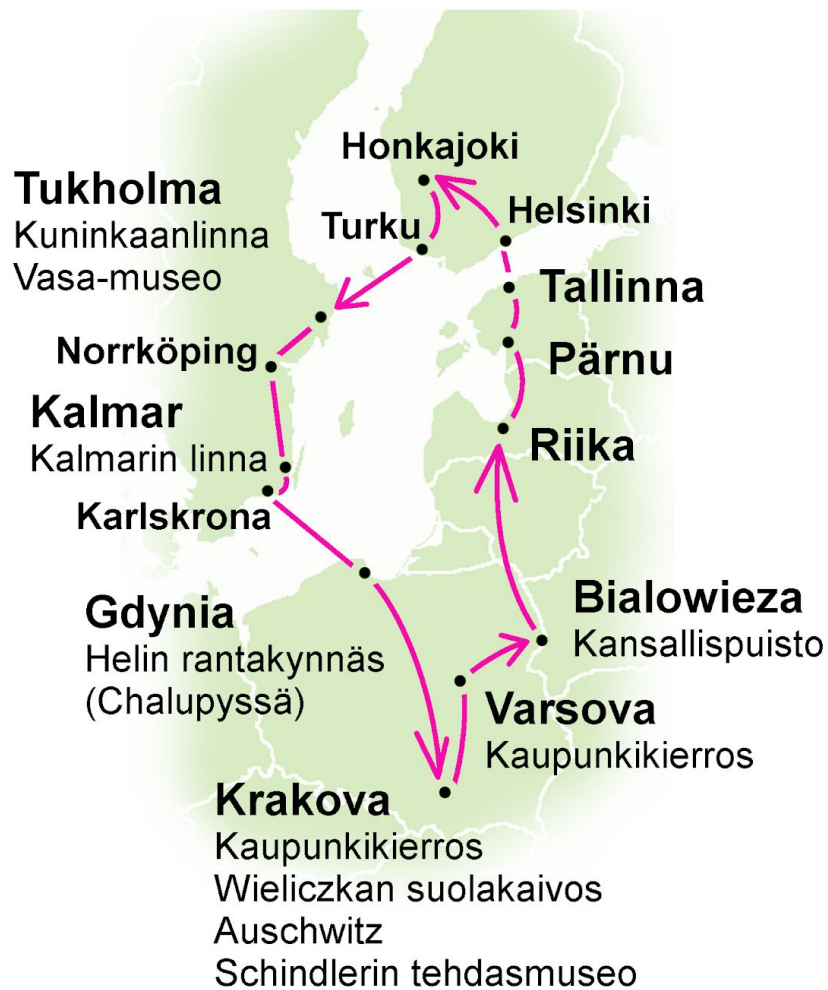 Honkajoki
Tukholma
Kuninkaanlinna
Vasa-museo
Turku
Helsinki
Tallinna
Norrköping
Pärnu
Kalmar
Kalmarin linna
Riika
Karlskrona
Gdynia
Helin rantakynnäs
(Chalupyssä)
Bialowieza
Kansallispuisto
Varsova
Kaupunkikierros
Krakova
Kaupunkikierros
Wieliczkan suolakaivos
Auschwitz
Schindlerin tehdasmuseo